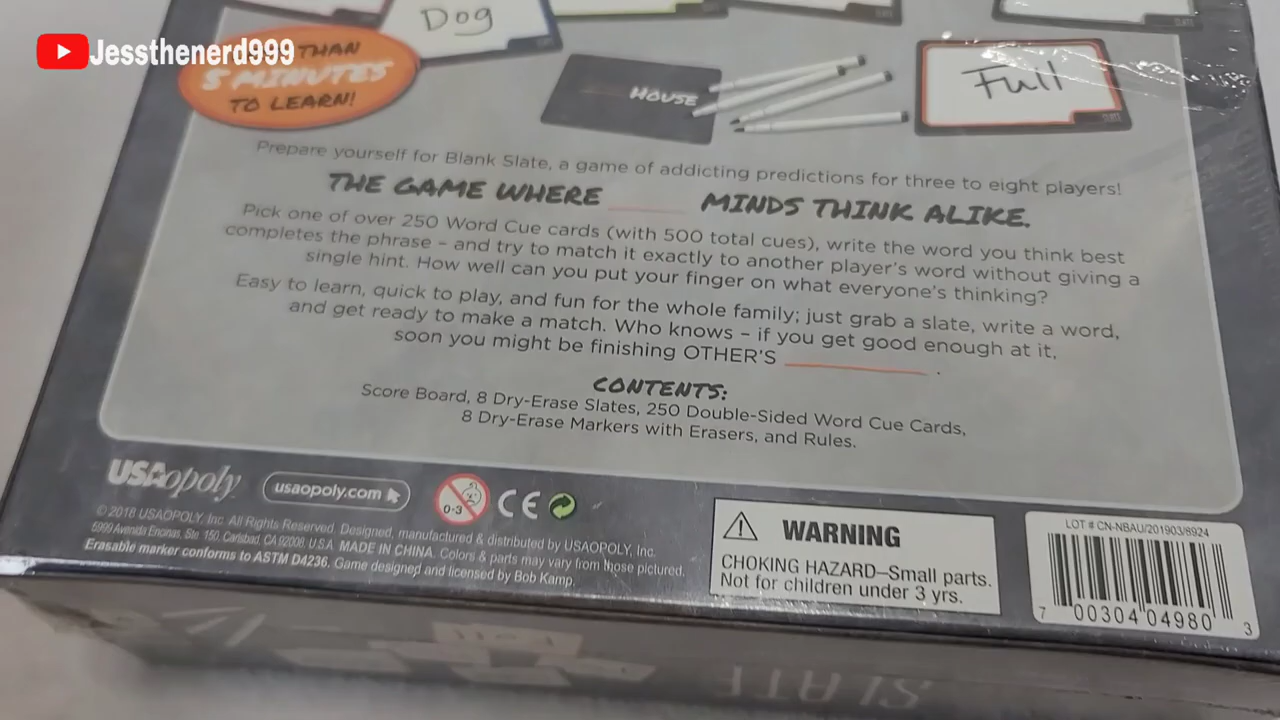 Jessthenerd999
Dog
THAN
5 MINUTES
TO LEARN!
HOUSE
Full
Prepare yourself for Blank Slate, a game of addicting predictions for three to eight players!
THE GAME WHERE ______ MINDS THINK ALIKE.
Pick one of over 250 Word Cue cards (with 500 total cues), write the word you think best
completes the phrase – and try to match it exactly to another player's word without giving a
single hint. How well can you put your finger on what everyone's thinking?
Easy to learn, quick to play, and fun for the whole family; just grab a slate, write a word,
and get ready to make a match. Who knows – if you get good enough at it,
soon you might be finishing OTHER'S __________.
CONTENTS:
Score Board, 8 Dry-Erase Slates, 250 Double-Sided Word Cue Cards,
8 Dry-Erase Markers with Erasers, and Rules.
USAopoly
usaopoly.com
0-3
CE
© 2018 USAOPOLY, Inc. All Rights Reserved. Designed, manufactured & distributed by USAOPOLY, Inc.
5999 Avenida Encinas, Ste. 150, Carlsbad, CA 92008, U.S.A. MADE IN CHINA. Colors & parts may vary from those pictured.
Erasable marker conforms to ASTM D4236. Game designed and licensed by Bob Kamp.
WARNING
CHOKING HAZARD–Small parts.
Not for children under 3 yrs.
LOT # CN-NBAU/201903/6924
7 00304 04980 3